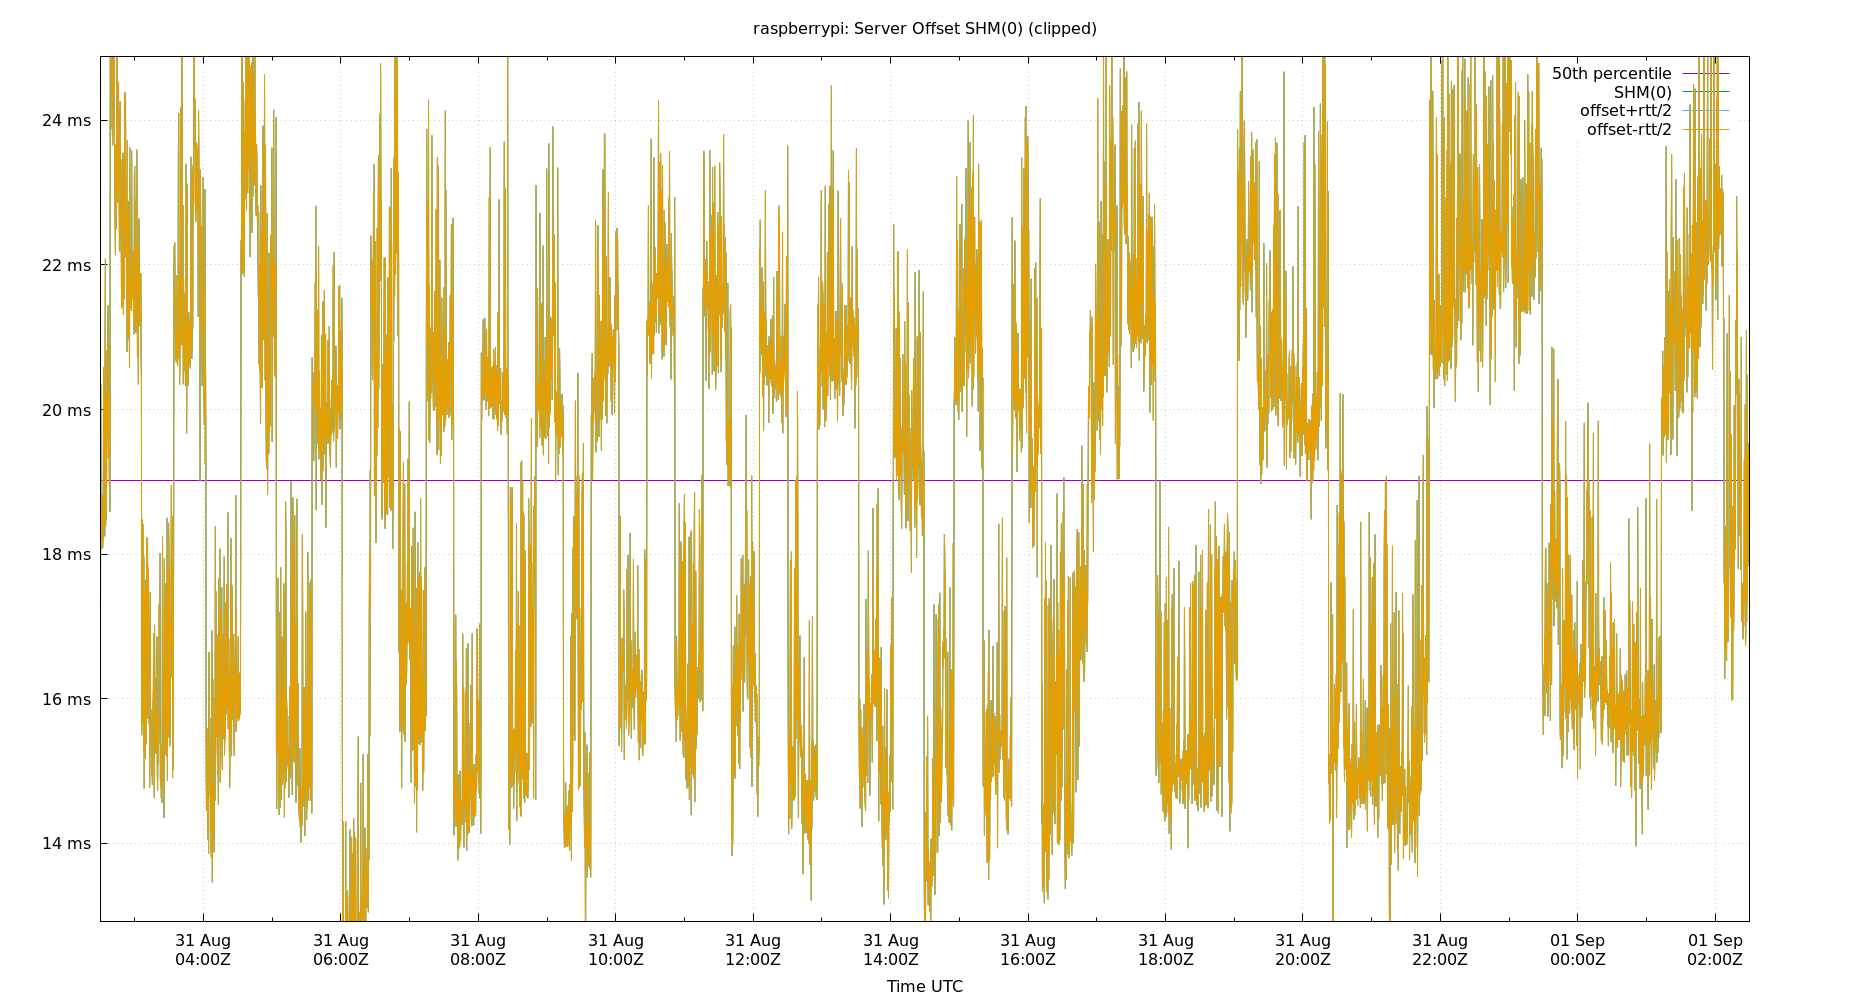 raspberrypi: Server Offset SHM(0) (clipped)
50th percentile
SHM(0)
offset+rtt/2
offset-rtt/2
24 ms
22 ms
20 ms
18 ms
16 ms
14 ms
31 Aug 31 Aug 31 Aug 31 Aug 31 Aug 31 Aug 31 Aug 31 Aug 31 Aug 31 Aug 01 Sep 01 Sep
04:00Z 06:00Z 08:00Z 10:00Z 12:00Z 14:00Z 16:00Z 18:00Z 20:00Z 22:00Z 00:00Z 02:00Z
Time UTC